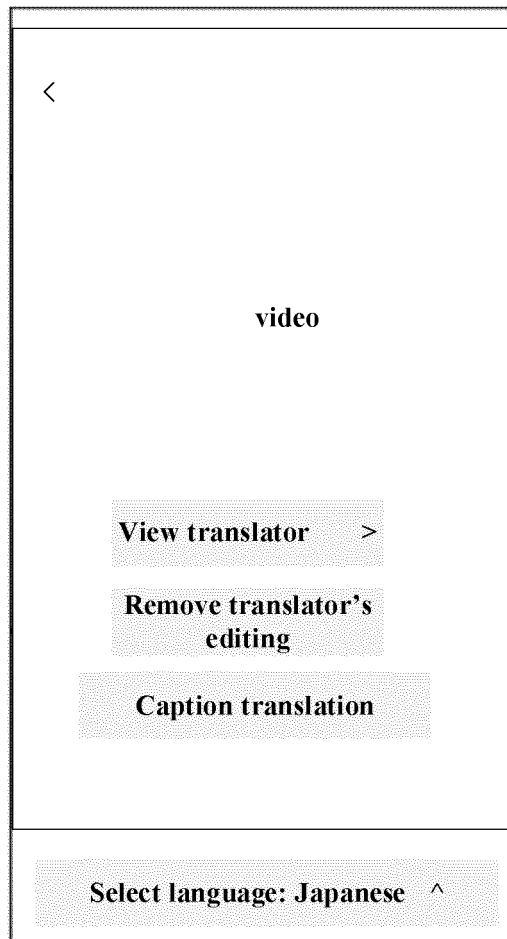 <
video
View translator >
Remove translator’s
editing
Caption translation
Select language: Japanese ^